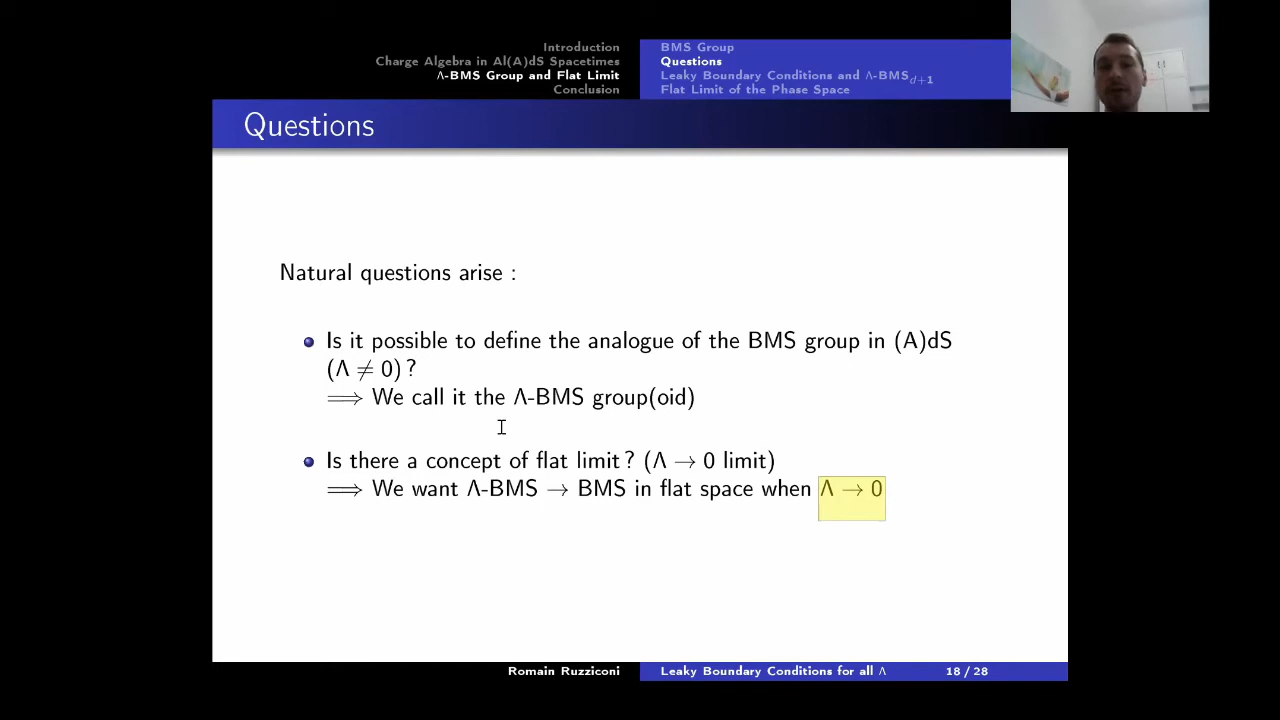 Introduction
Charge Algebra in Al(A)dS Spacetimes
Λ-BMS Group and Flat Limit
Conclusion
BMS Group
Questions
Leaky Boundary Conditions and Λ-BMS_{d+1}
Flat Limit of the Phase Space
Questions
Natural questions arise :
Is it possible to define the analogue of the BMS group in (A)dS
(Λ ≠ 0) ?
⟹ We call it the Λ-BMS group(oid)
Is there a concept of flat limit ? (Λ → 0 limit)
⟹ We want Λ-BMS → BMS in flat space when Λ → 0
Romain Ruzziconi
Leaky Boundary Conditions for all Λ
18 / 28